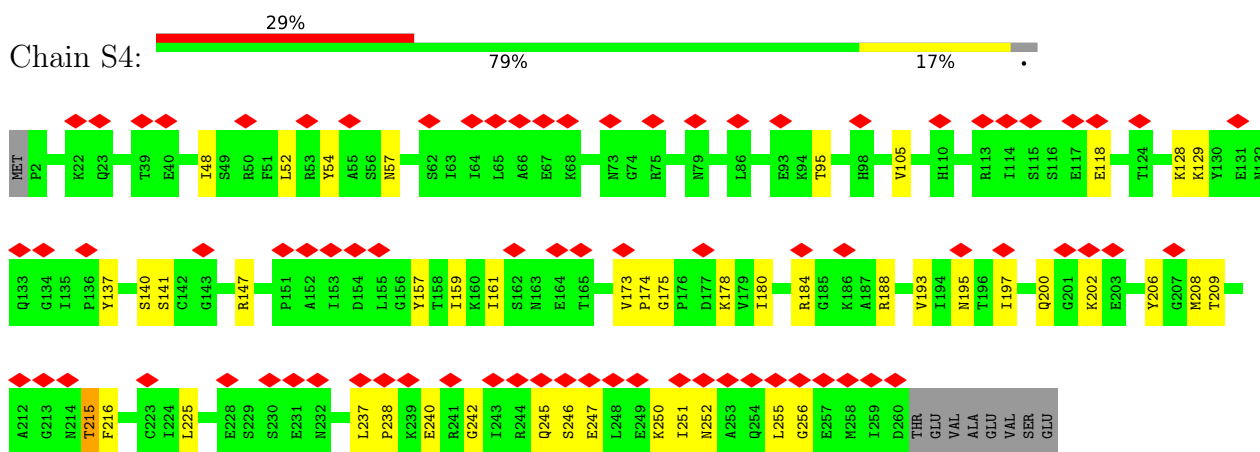 29%
Chain S4:
79% 17% •
MET P2 K22 Q23 T39 E40 I48 S49 R50 F51 L52 R53 Y54 A55 S56 N57 S62 I63 I64 L65 A66 E67 K68 N73 G74 R75 N79 L86 E93 K94 T95 H98 V105 H110 R113 I114 S115 S116 E117 E118 T124 K128 K129 Y130 E131 N132
Q133 G134 I135 P136 Y137 S140 S141 C142 G143 R147 P151 A152 I153 D154 L155 G156 Y157 T158 I159 K160 I161 S162 N163 E164 T165 V173 P174 G175 P176 D177 K178 V179 I180 R184 G185 K186 A187 R188 V193 I194 N195 T196 I197 Q200 G201 K202 E203 Y206 G207 M208 T209
A212 G213 N214 T215 F216 C223 I224 L225 E228 S229 S230 E231 N232 L237 P238 K239 E240 R241 G242 I243 R244 Q245 S246 E247 L248 E249 K250 I251 N252 A253 Q254 L255 G256 E257 M258 I259 D260 THR GLU VAL ALA GLU VAL SER GLU